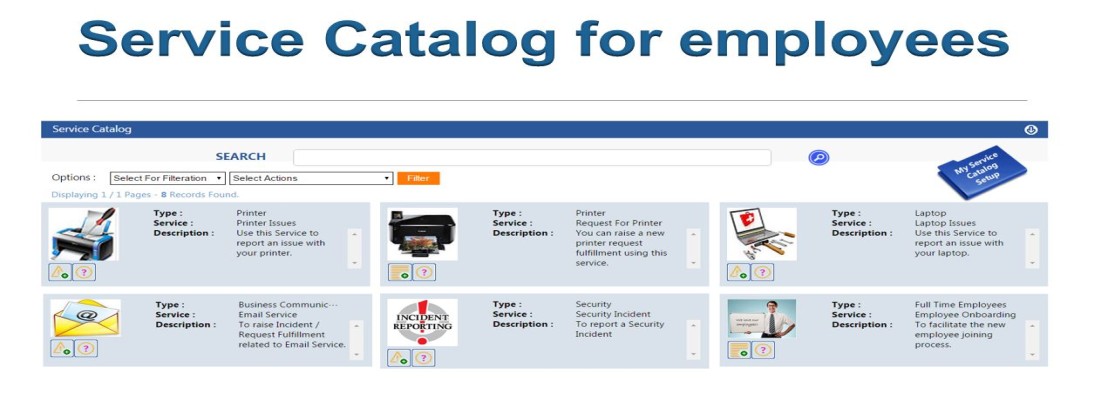 Service Catalog for employees
Service Catalog
SEARCH
My Service
Catalog
Setup
Options : Select For Filteration Select Actions Filter
Displaying 1 / 1 Pages - 8 Records Found.
Type : Printer
Service : Printer Issues
Description : Use this Service to
report an issue with
your printer.
Type : Printer
Service : Request For Printer
Description : You can raise a new
printer request
fulfillment using this
service.
Type : Laptop
Service : Laptop Issues
Description : Use this Service to
report an issue with
your laptop.
Type : Business Communic...
Service : Email Service
Description : To raise Incident /
Request Fulfillment
related to Email Service.
INCIDENT
REPORTING
Type : Security
Service : Security Incident
Description : To report a Security
Incident
Type : Full Time Employees
Service : Employee Onboarding
Description : To facilitate the new
employee joining
process.